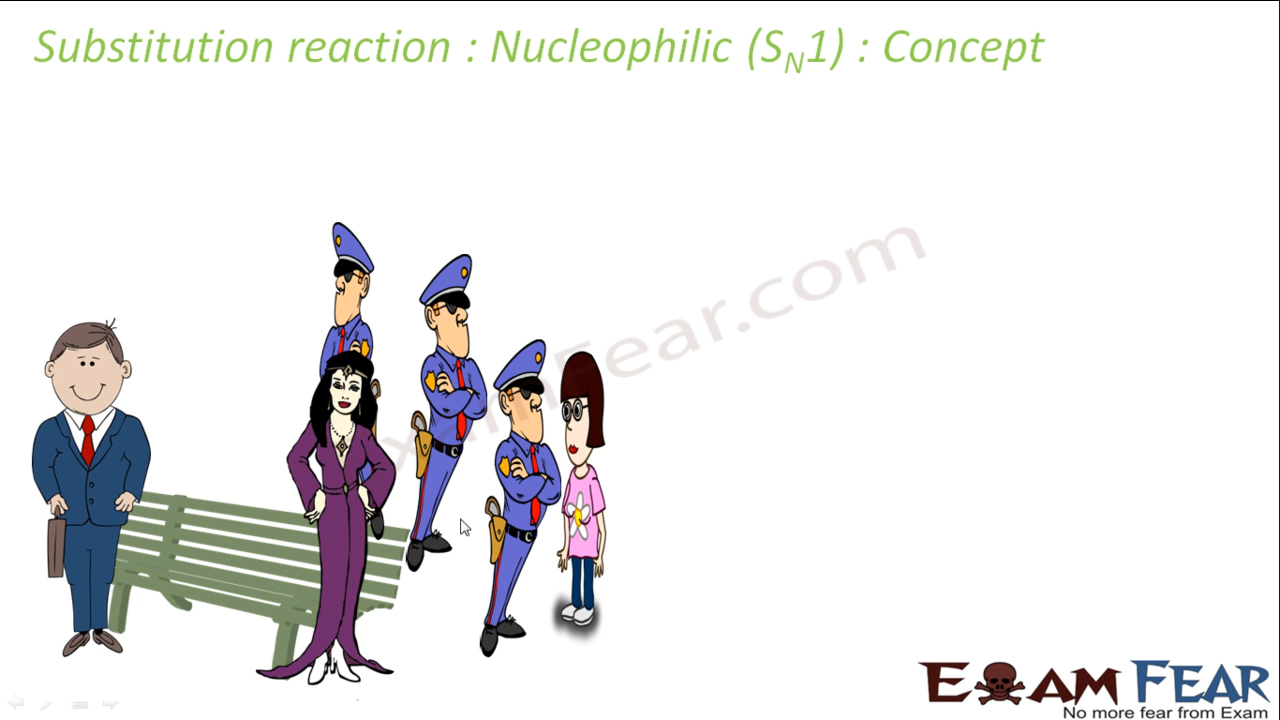 Substitution reaction : Nucleophilic (SN1) : Concept
examFear.com
EXAM FEAR
No more fear from Exam